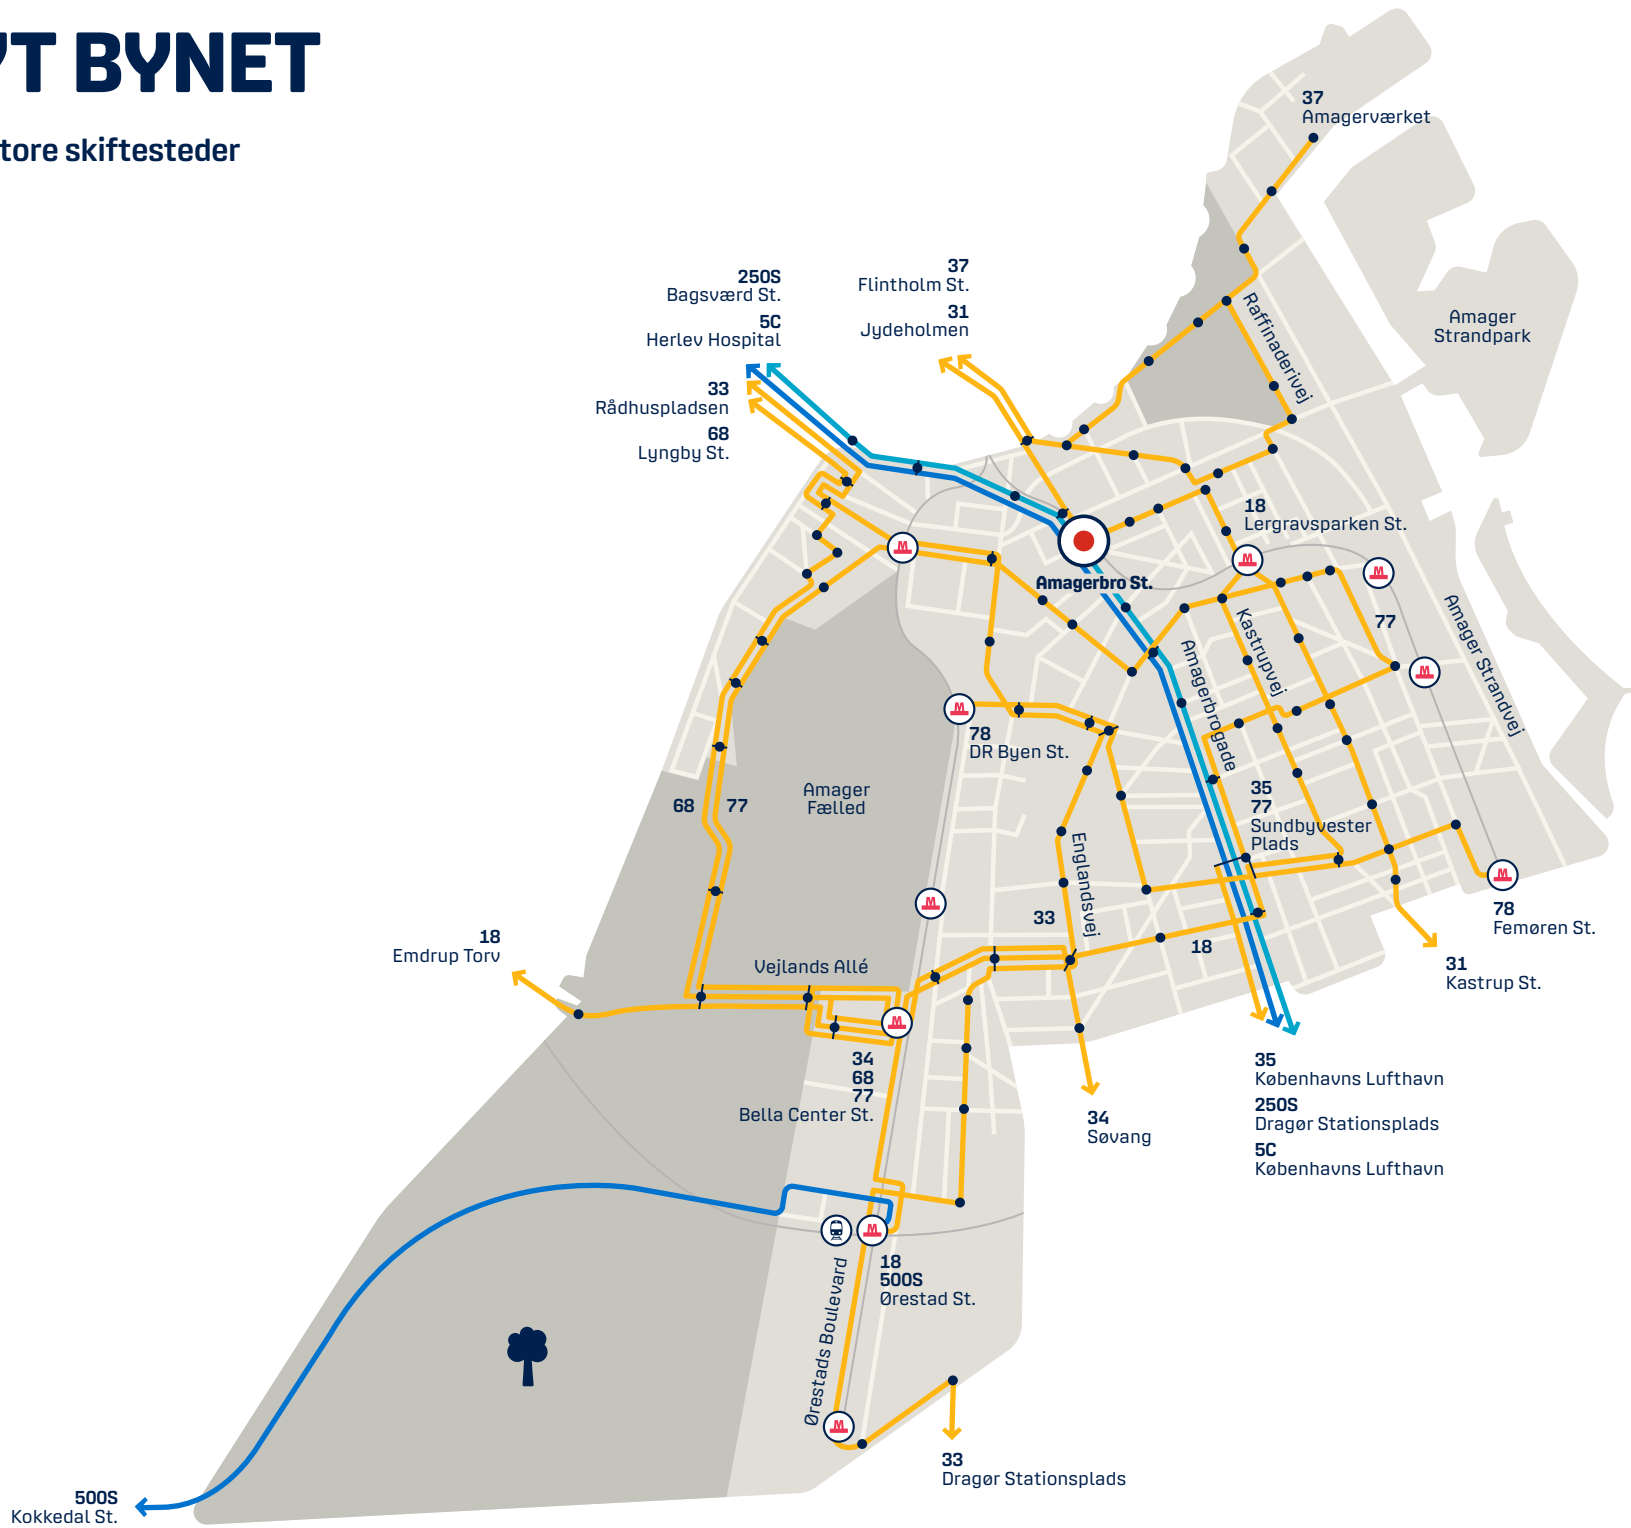 YT BYNET
tore skiftesteder
37
Amagerværket
250S
Bagsværd St.
5C
Herlev Hospital
37
Flintholm St.
31
Jydeholmen
33
Rådhuspladsen
68
Lyngby St.
Raffinaderivej
Amager
Strandpark
18
Lergravsparken St.
Amagerbro St.
77
Kastrupvej
Amagerbrogade
Amager Strandvej
78
DR Byen St.
68
77
Amager
Fælled
35
77
Sundbyvester
Plads
Englandsvej
33
18
78
Femøren St.
31
Kastrup St.
18
Emdrup Torv
Vejlands Allé
34
68
77
Bella Center St.
35
Københavns Lufthavn
250S
Dragør Stationsplads
5C
Københavns Lufthavn
34
Søvang
18
500S
Ørestad St.
Ørestads Boulevard
33
Dragør Stationsplads
500S
Kokkedal St.